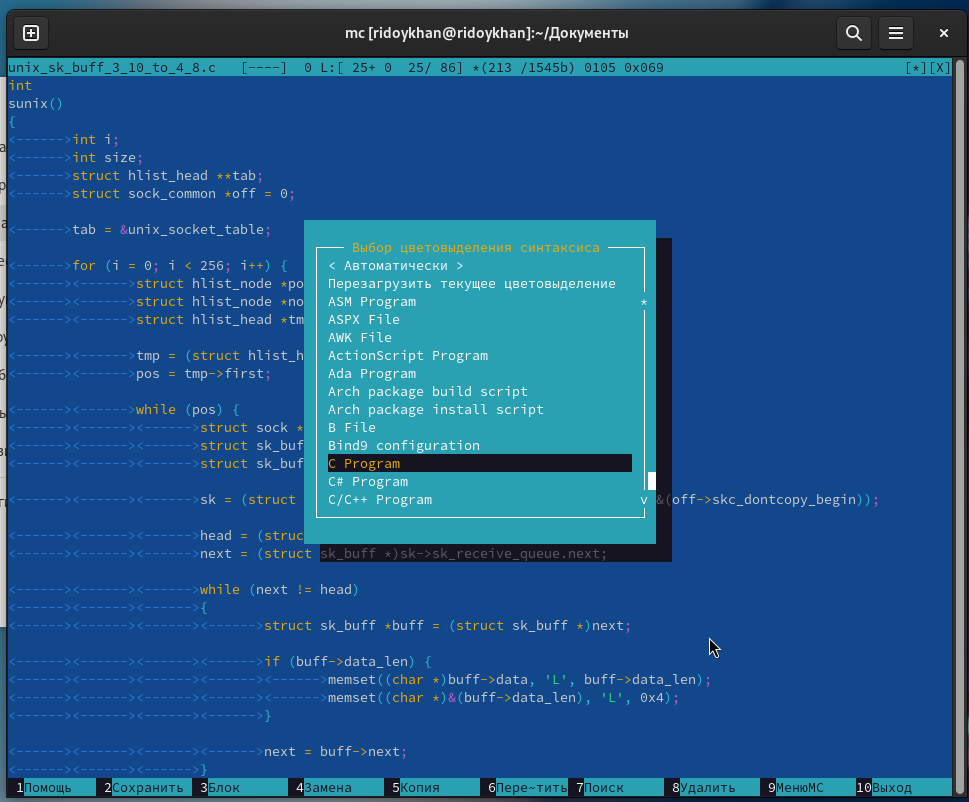 mc [ridoykhan@ridoykhan]:~/Документы
unix_sk_buff_3_10_to_4_8.c   [----]  0 L:[ 25+ 0  25/ 86] *(213 /1545b) 0105 0x069   [*][X]
int
sunix()
{
<------>int i;
<------>int size;
<------>struct hlist_head **tab;
<------>struct sock_common *off = 0;
<------>tab = &unix_socket_table;
<------>for (i = 0; i < 256; i++) {
<------><------>struct hlist_node *po
<------><------>struct hlist_node *no
<------><------>struct hlist_head *tm
<------><------>tmp = (struct hlist_h
<------><------>pos = tmp->first;
<------><------>while (pos) {
<------><------><------>struct sock *
<------><------><------>struct sk_buf
<------><------><------>struct sk_buf
<------><------><------>sk = (struct &(off->skc_dontcopy_begin));
<------><------><------>head = (struc
<------><------><------>next = (struct sk_buff *)sk->sk_receive_queue.next;
<------><------><------>while (next != head)
<------><------><------>{
<------><------><------><------>struct sk_buff *buff = (struct sk_buff *)next;
<------><------><------><------>if (buff->data_len) {
<------><------><------><------><------>memset((char *)buff->data, 'L', buff->data_len);
<------><------><------><------><------>memset((char *)&(buff->data_len), 'L', 0x4);
<------><------><------><------>}
<------><------><------><------>next = buff->next;
<------><------><------>}
Выбор цветовыделения синтаксиса
< Автоматически >
Перезагрузить текущее цветовыделение
ASM Program *
ASPX File
AWK File
ActionScript Program
Ada Program
Arch package build script
Arch package install script
B File
Bind9 configuration
C Program
C# Program
C/C++ Program v
1Помощь 2Сохранить 3Блок 4Замена 5Копия 6Пере~тить 7Поиск 8Удалить 9МенюMC 10Выход